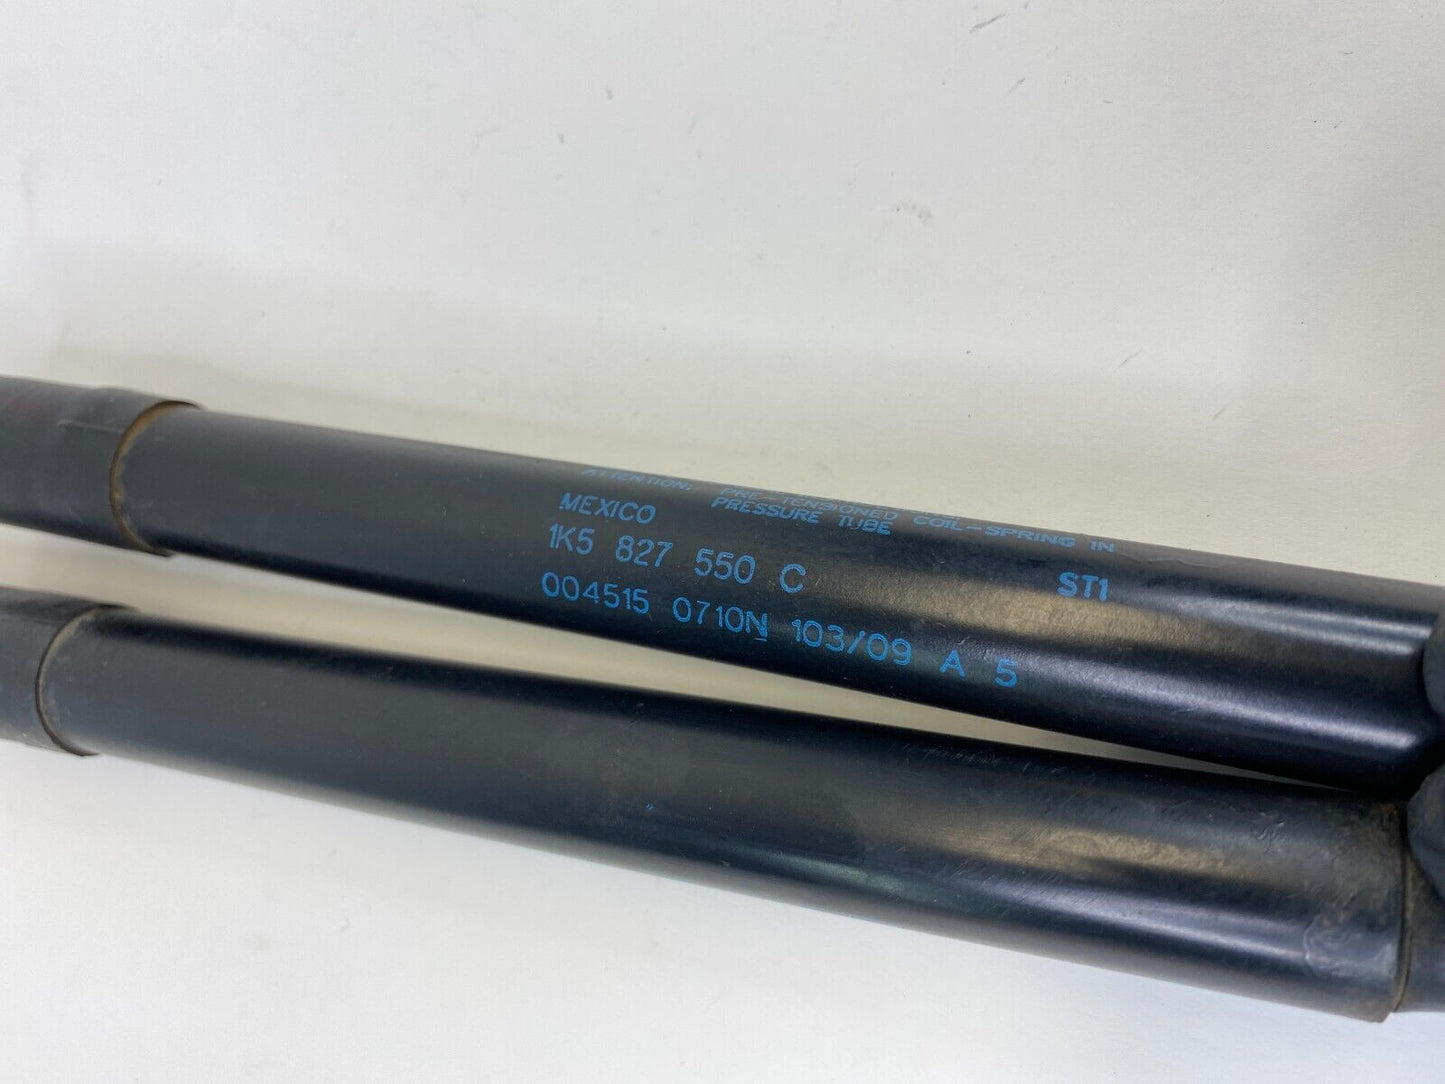 ATTENTION: PRE-TENSIONED COIL-SPRING IN
PRESSURE TUBE
MEXICO
1K5 827 550 C ST1
004515 0710N 103/09 A 5